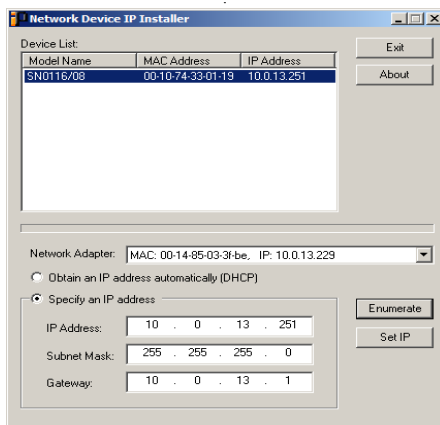 Network Device IP Installer
Device List:
Exit
Model Name MAC Address IP Address
SN0116/08 00-10-74-33-01-19 10.0.13.251
About
Network Adapter: MAC: 00-14-85-03-3f-be, IP: 10.0.13.229
Obtain an IP address automatically (DHCP)
Specify an IP address
Enumerate
IP Address: 10 . 0 . 13 . 251
Set IP
Subnet Mask: 255 . 255 . 255 . 0
Gateway: 10 . 0 . 13 . 1